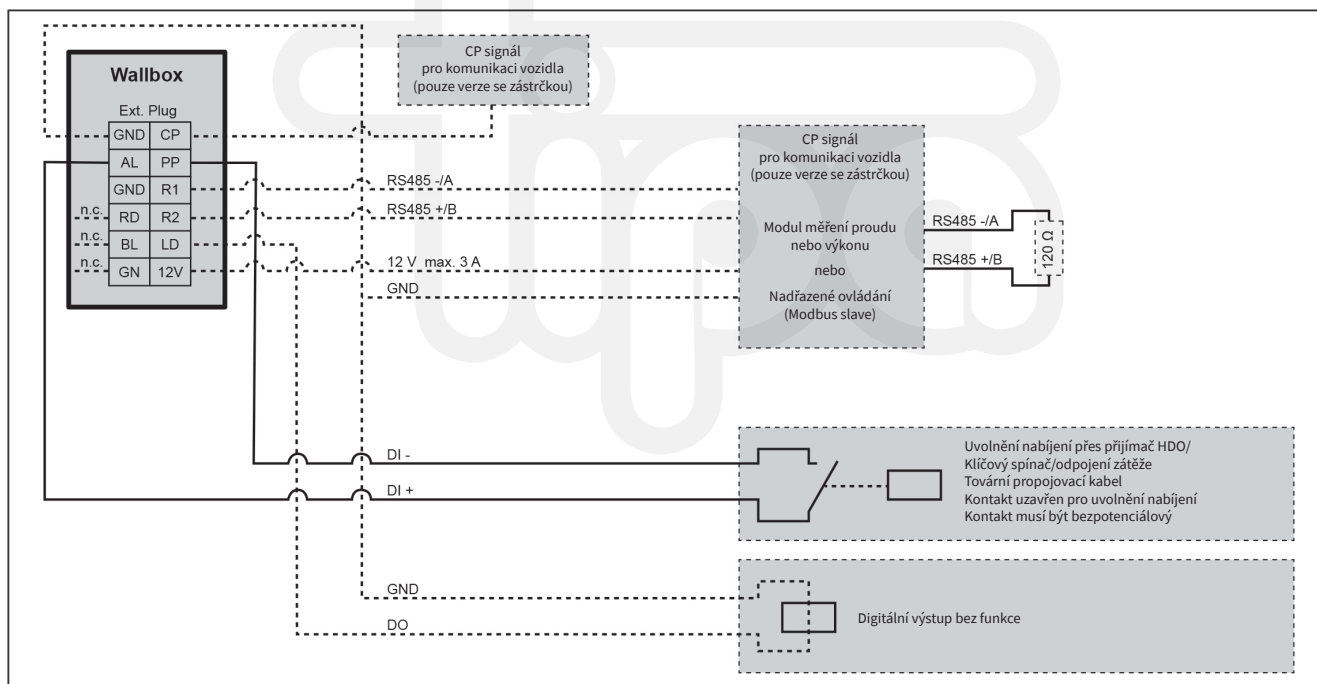 CP signál
pro komunikaci vozidla
(pouze verze se zástrčkou)
Wallbox
Ext. Plug
GND CP
AL PP
GND R1
n.c. RD R2
n.c. BL LD
n.c. GN 12V
RS485 -/A
RS485 +/B
12 V max. 3 A
GND
CP signál
pro komunikaci vozidla
(pouze verze se zástrčkou)
Modul měření proudu
nebo výkonu
nebo
Nadřazené ovládání
(Modbus slave)
RS485 -/A
RS485 +/B
120 Ω
DI -
DI +
Uvolnění nabíjení přes přijímač HDO/
Klíčový spínač/odpojení zátěže
Tovární propojovací kabel
Kontakt uzavřen pro uvolnění nabíjení
Kontakt musí být bezpotenciálový
GND
DO
Digitální výstup bez funkce
tipa